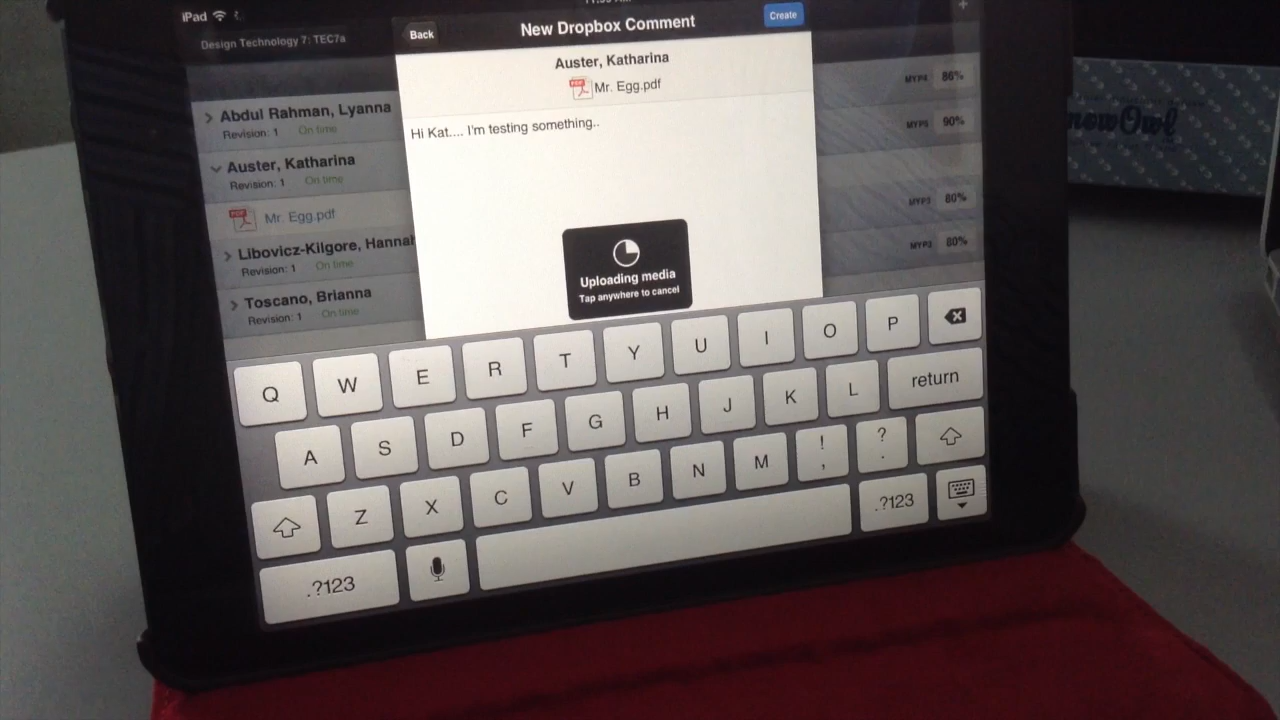 iPad
Design Technology 7: TEC7a
Back
New Dropbox Comment
Create
Auster, Katharina
PDF
Mr. Egg.pdf
Hi Kat.... I'm testing something..
Uploading media
Tap anywhere to cancel
Abdul Rahman, Lyanna
Revision: 1 On time
MYP4 86%
Auster, Katharina
Revision: 1 On time
MYP5 90%
PDF
Mr. Egg.pdf
Libovicz-Kilgore, Hannah
Revision: 1 On time
MYP3 80%
Toscano, Brianna
Revision: 1 On time
MYP3 80%
Q W E R T Y U I O P
A S D F G H J K L return
Z X C V B N M ! , ? .
.?123 .?123
nowOwl